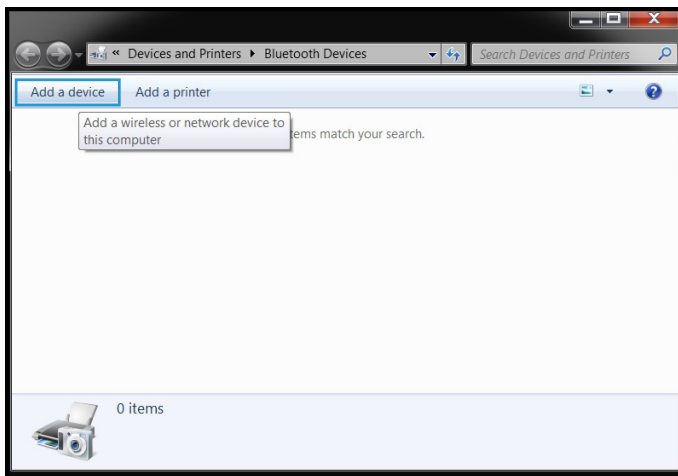 « Devices and Printers Bluetooth Devices Search Devices and Printers
Add a device Add a printer
Add a wireless or network device to
this computer
tems match your search.
0 items